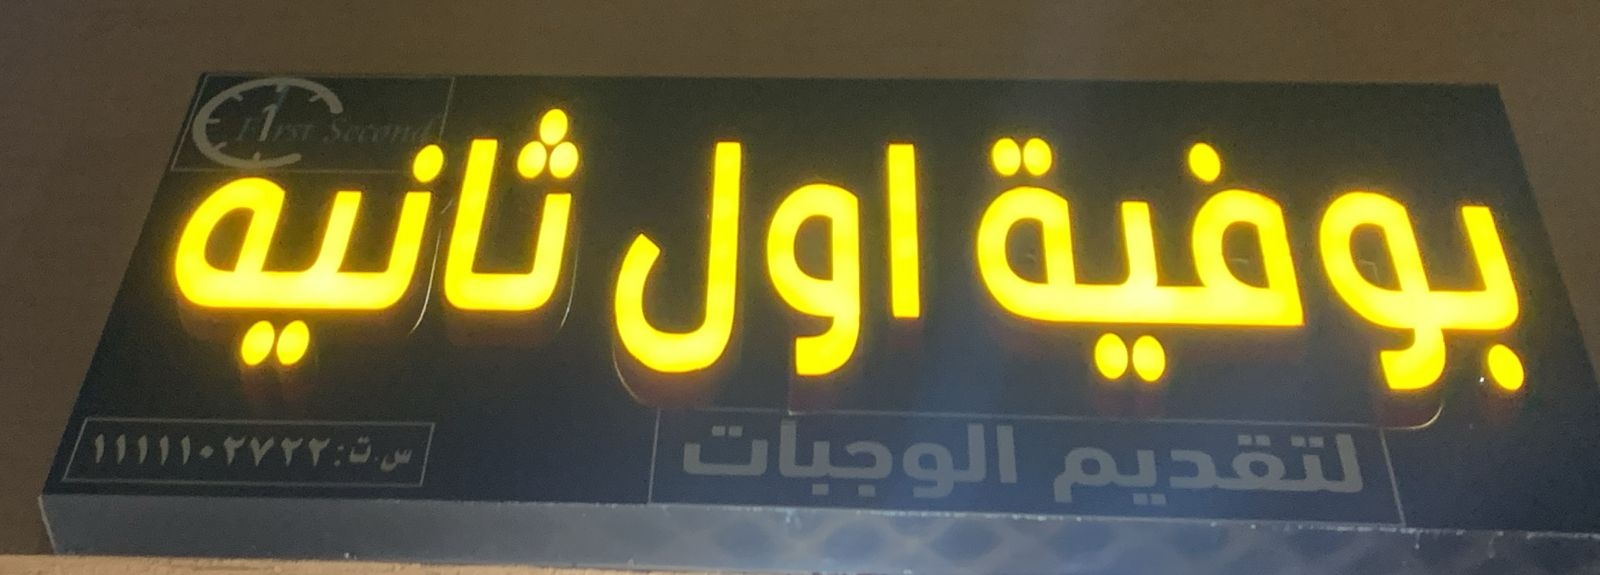 First Second
بوفية اول ثانيه
لتقديم الوجبات
س.ت: ١١١١١٠٢٧٢٢